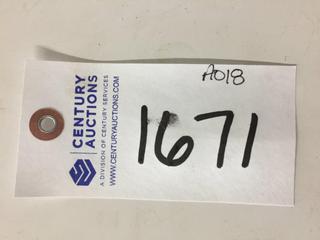 CENTURY
AUCTIONS
A DIVISION OF CENTURY SERVICES
WWW.CENTURYAUCTIONS.COM
A018
1671